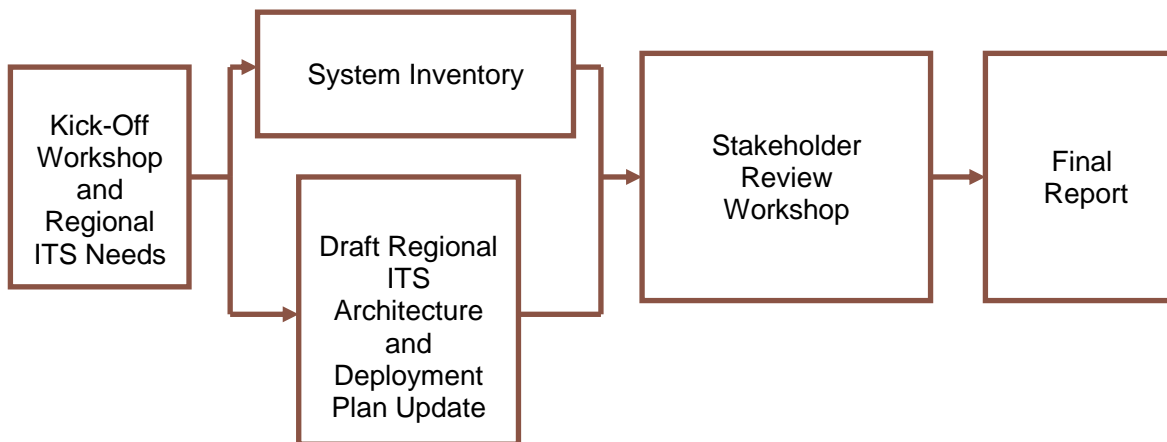 Kick-Off
Workshop
and
Regional
ITS Needs
System Inventory
Draft Regional
ITS
Architecture
and
Deployment
Plan Update
Stakeholder
Review
Workshop
Final
Report